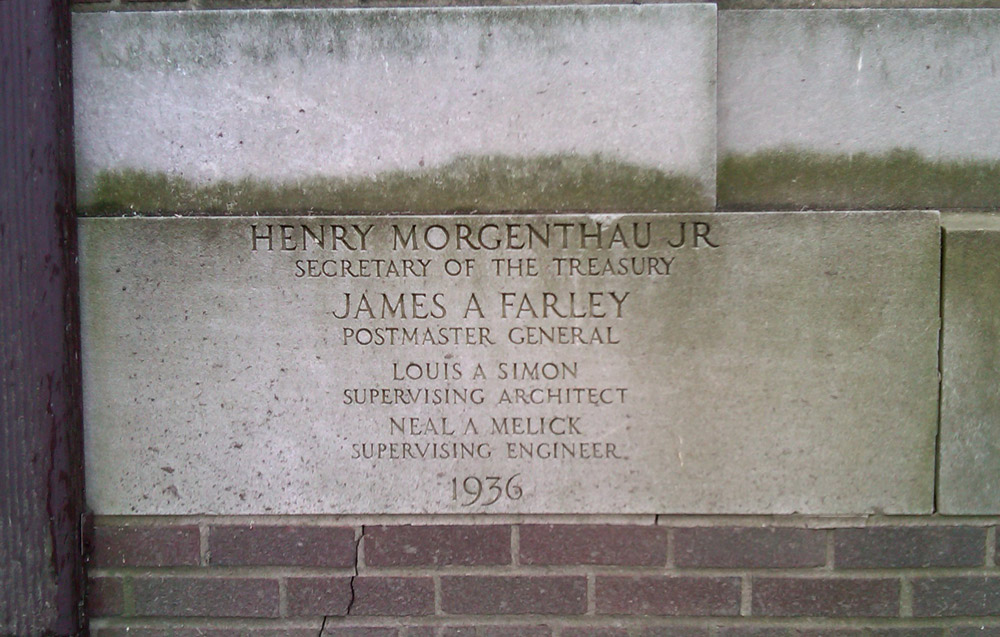 HENRY MORGENTHAU JR
SECRETARY OF THE TREASURY
JAMES A FARLEY
POSTMASTER GENERAL
LOUIS A SIMON
SUPERVISING ARCHITECT
NEAL A MELICK
SUPERVISING ENGINEER
1936